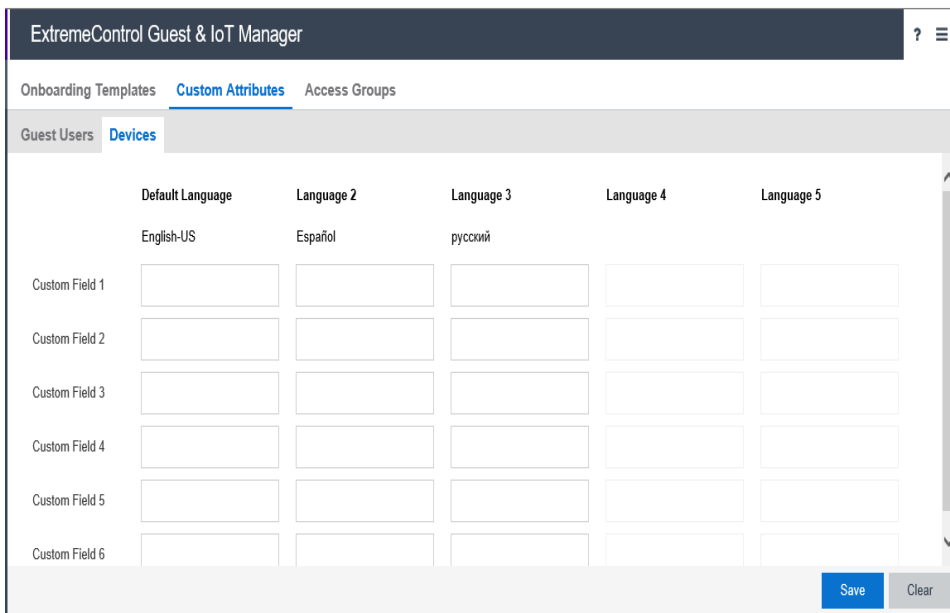 ExtremeControl Guest & IoT Manager
?
Onboarding Templates Custom Attributes Access Groups
Guest Users Devices
Default Language Language 2 Language 3 Language 4 Language 5
English-US Español русский
Custom Field 1
Custom Field 2
Custom Field 3
Custom Field 4
Custom Field 5
Custom Field 6
Save Clear